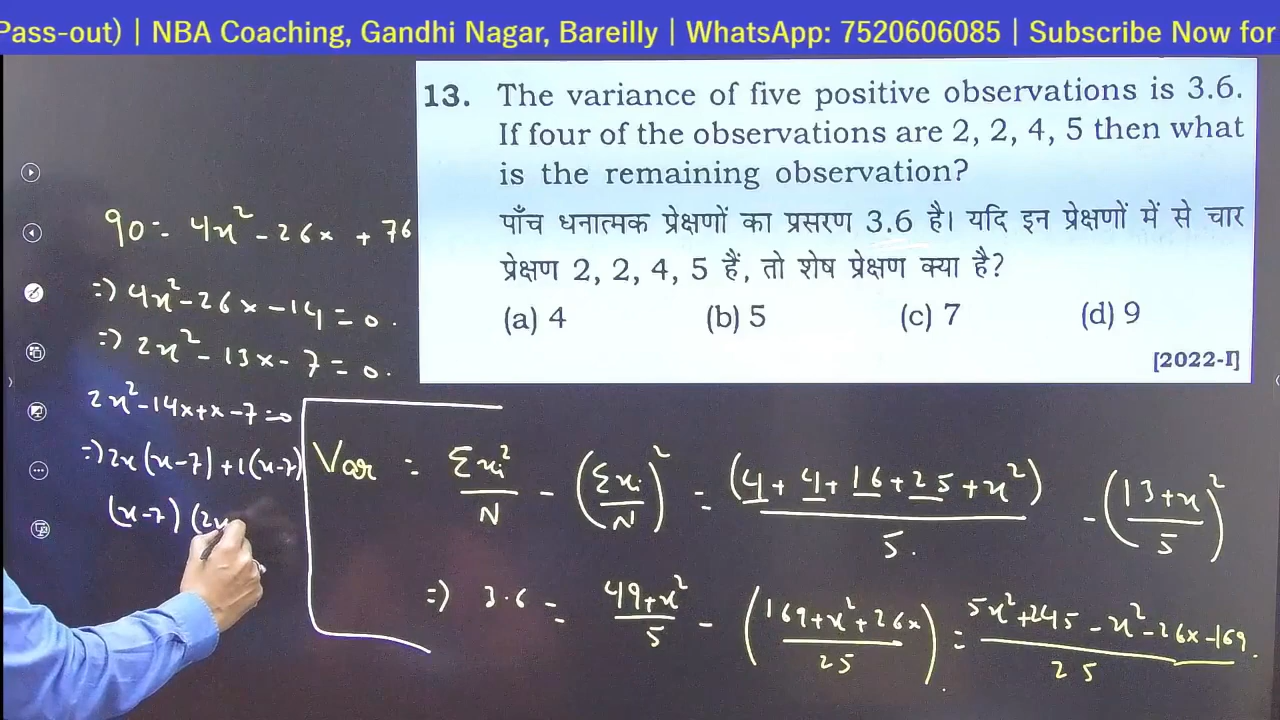 Pass-out) | NBA Coaching, Gandhi Nagar, Bareilly | WhatsApp: 7520606085 | Subscribe Now for
13. The variance of five positive observations is 3.6.
If four of the observations are 2, 2, 4, 5 then what
is the remaining observation?
पाँच धनात्मक प्रेक्षणों का प्रसरण 3.6 है। यदि इन प्रेक्षणों में से चार
प्रेक्षण 2, 2, 4, 5 हैं, तो शेष प्रेक्षण क्या है?
(a) 4 (b) 5 (c) 7 (d) 9
[2022-I]
90 = 4x² - 26x + 76
=) 4x² - 26x - 14 = 0.
=) 2x² - 13x - 7 = 0.
2x² - 14x + x - 7 = 0
=) 2x(x-7) + 1(x-7)
(x-7) (2x
Var = Σxi²/N - (Σxi/N)² = (4 + 4 + 16 + 25 + x²)/5. - (13+x/5)²
=) 3.6 = 49+x²/5 - (169+x²+26x/25) = 5x²+245-x²-26x-169/25.